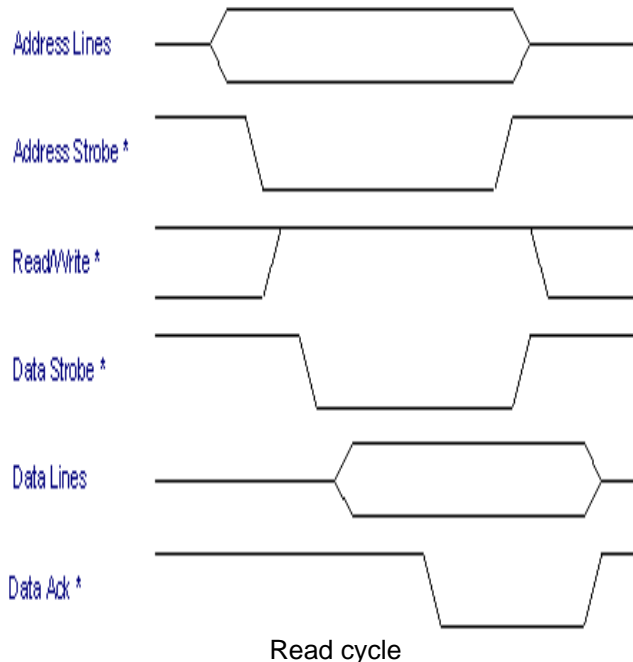 Address Lines
Address Strobe *
Read/Write *
Data Strobe *
Data Lines
Data Ack *
Read cycle